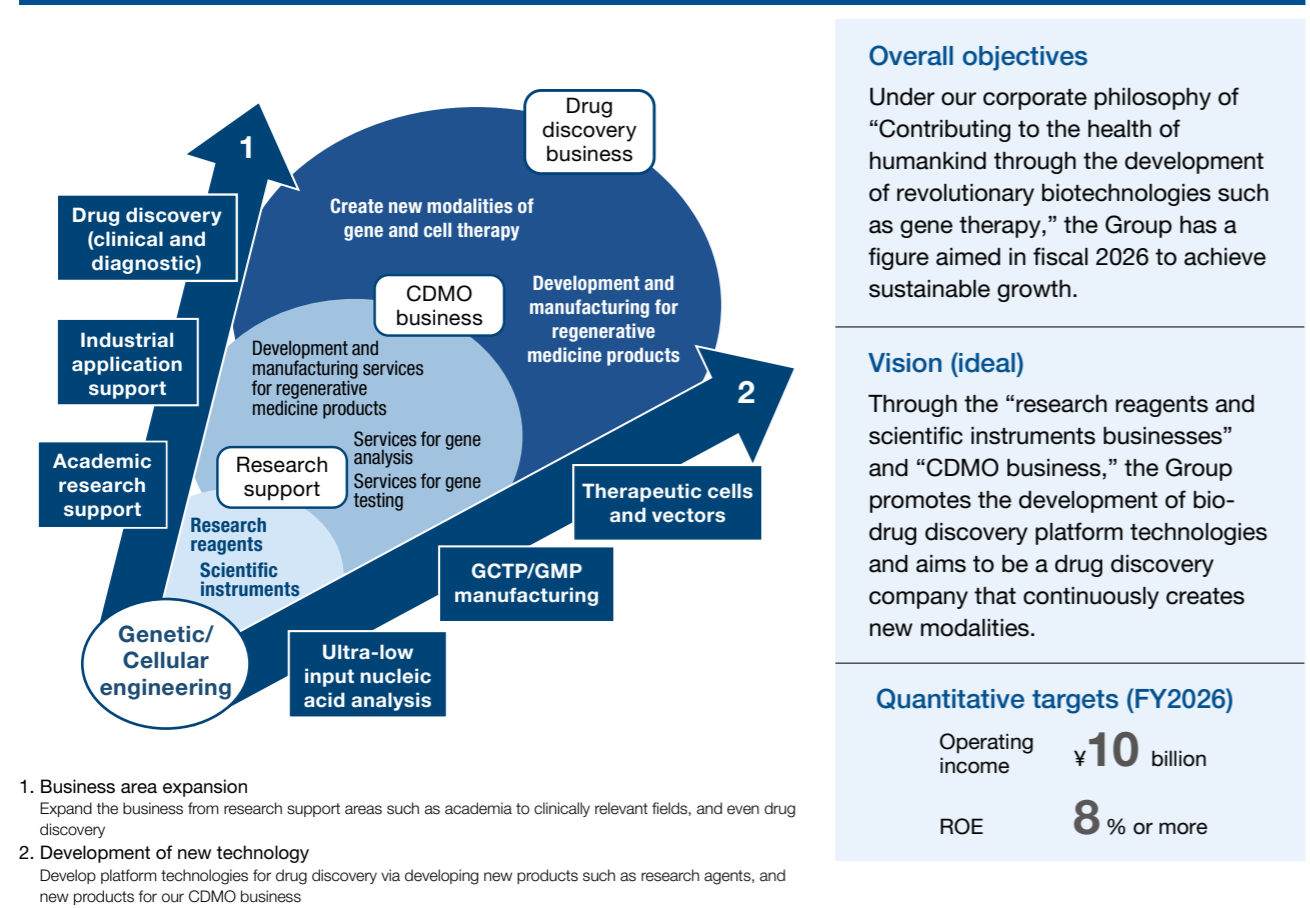 1
Drug
discovery
business
Drug discovery
(clinical and
diagnostic)
Create new modalities of
gene and cell therapy
CDMO
business
Development and
manufacturing for
regenerative
medicine products
Industrial
application
support
Development and
manufacturing services
for regenerative
medicine products
2
Academic
research
support
Research
support
Services for gene
analysis
Services for gene
testing
Therapeutic cells
and vectors
Research
reagents
Scientific
instruments
GCTP/GMP
manufacturing
Genetic/
Cellular
engineering
Ultra-low
input nucleic
acid analysis
1. Business area expansion
Expand the business from research support areas such as academia to clinically relevant fields, and even drug
discovery
2. Development of new technology
Develop platform technologies for drug discovery via developing new products such as research agents, and
new products for our CDMO business
Overall objectives
Under our corporate philosophy of
“Contributing to the health of
humankind through the development
of revolutionary biotechnologies such
as gene therapy,” the Group has a
figure aimed in fiscal 2026 to achieve
sustainable growth.
Vision (ideal)
Through the “research reagents and
scientific instruments businesses”
and “CDMO business,” the Group
promotes the development of bio-
drug discovery platform technologies
and aims to be a drug discovery
company that continuously creates
new modalities.
Quantitative targets (FY2026)
Operating
income
¥10 billion
ROE 8 % or more